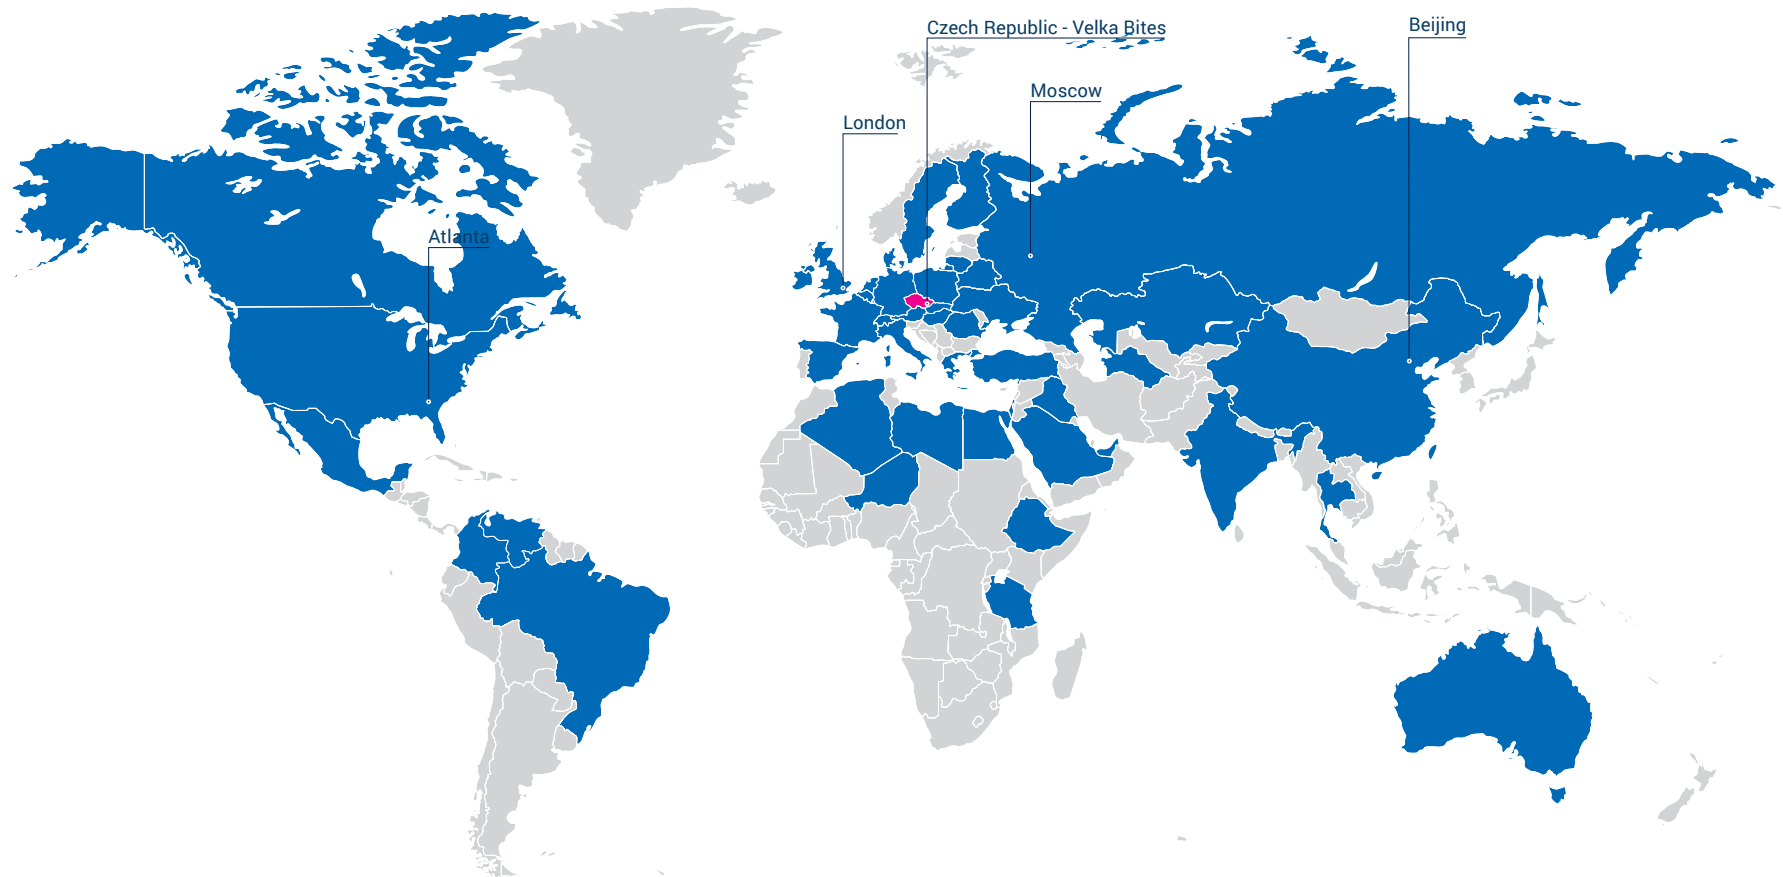 Czech Republic - Velka Bites
Beijing
Moscow
London
Atlanta